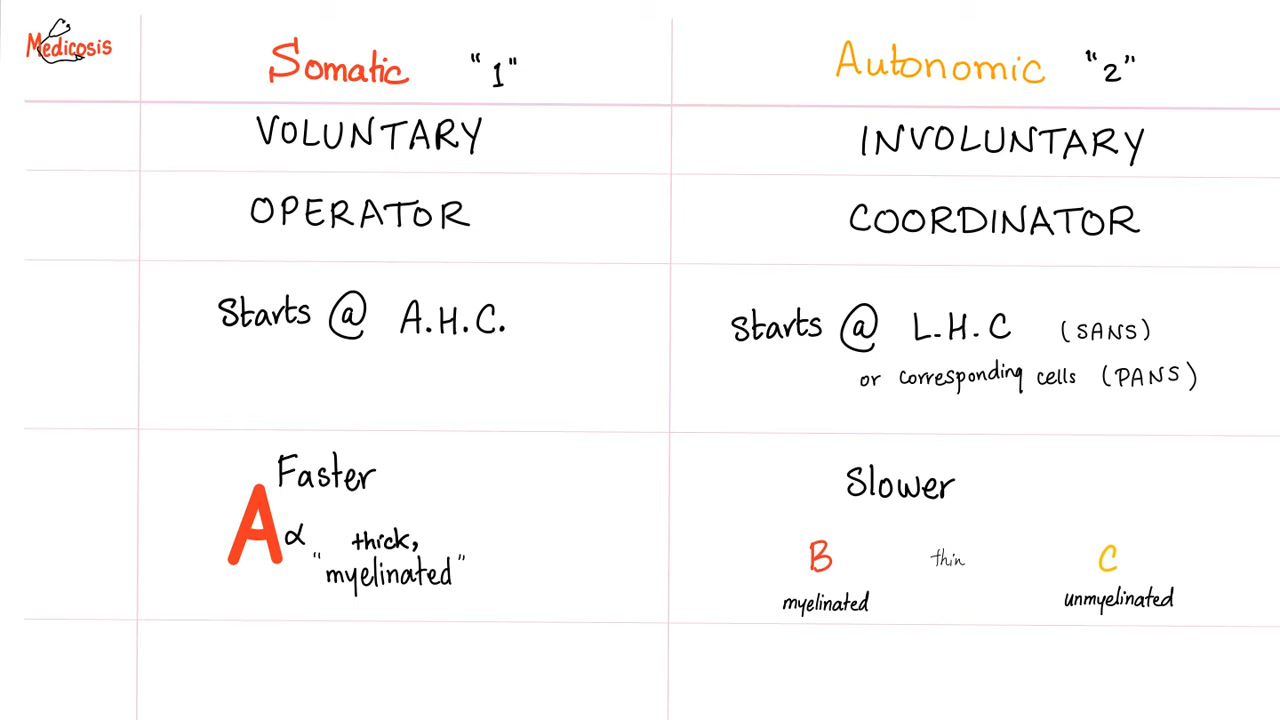 Medicosis
Somatic "1"
Autonomic "2"
VOLUNTARY
INVOLUNTARY
OPERATOR
COORDINATOR
Starts @ A.H.C.
Starts @ L.H.C (SANS)
or corresponding cells (PANS)
Faster
A∝ "thick,
myelinated"
Slower
B thin C
myelinated unmyelinated